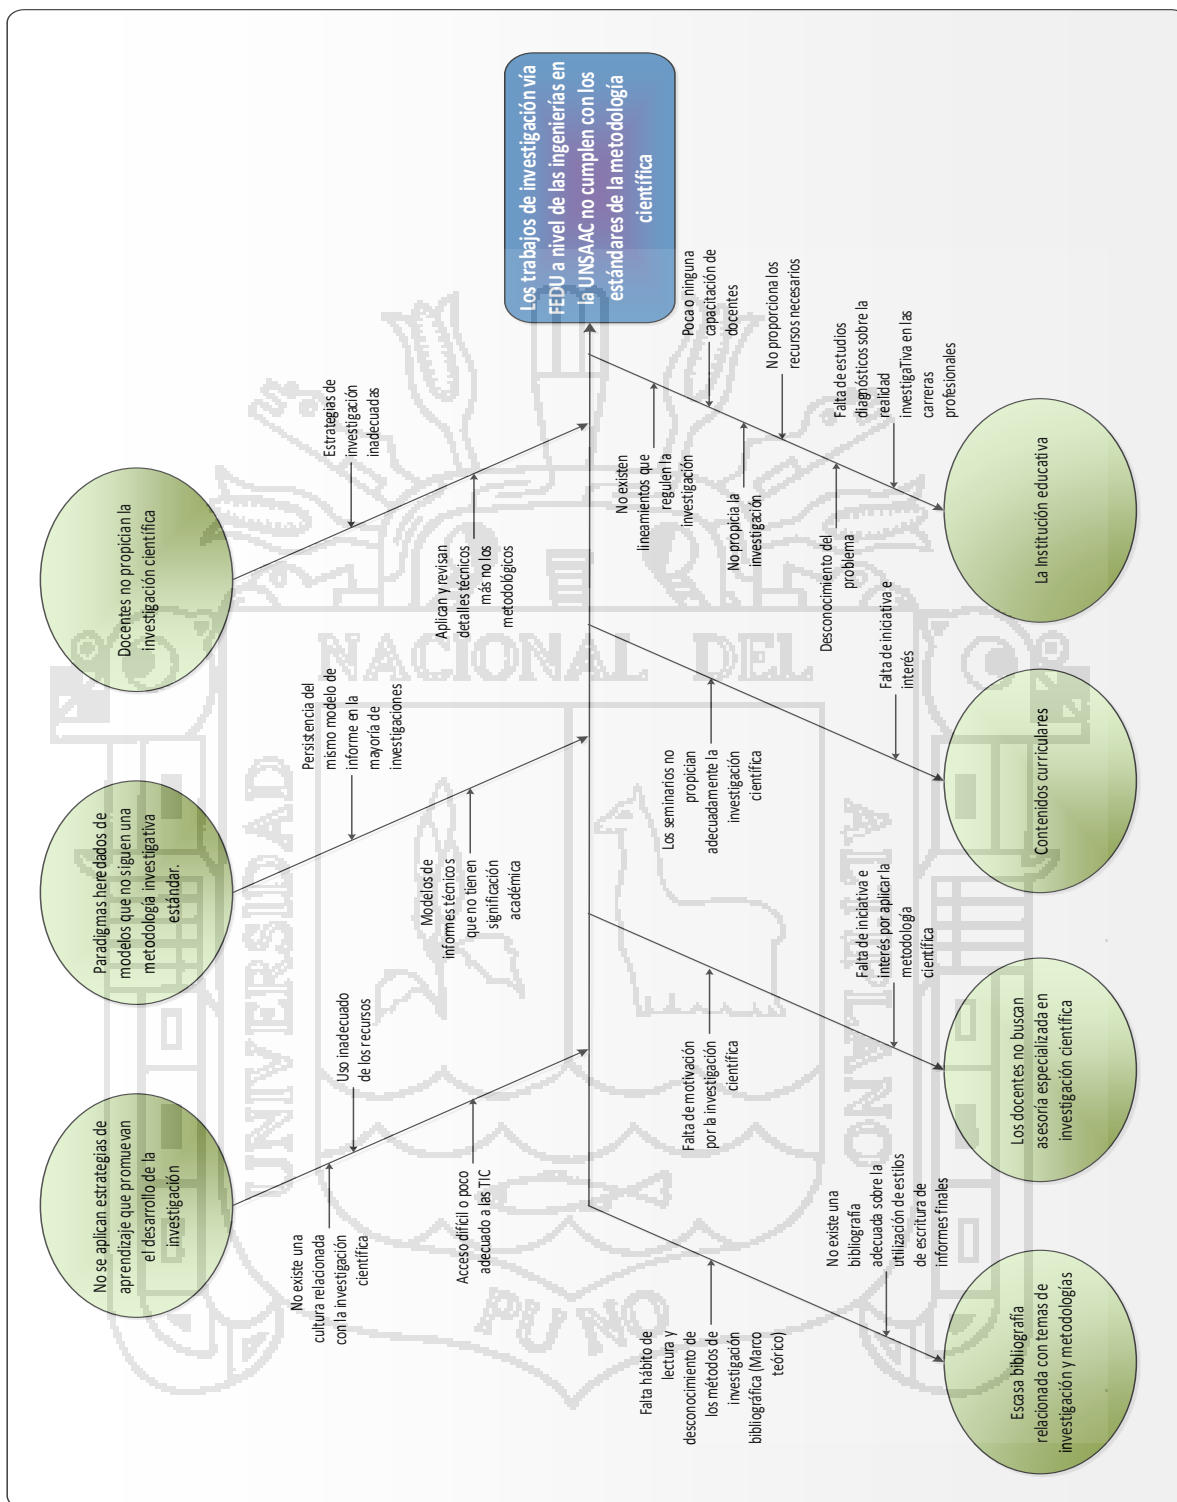 No se aplican estrategias de
aprendizaje que promuevan
el desarrollo de la
investigación
Paradigmas heredados de
modelos que no siguen una
metodología investigativa
estándar.
Docentes no propician la
investigación científica
No existe una
cultura relacionada
con la investigación
científica
Uso inadecuado
de los recursos
Acceso difícil o poco
adecuado a las TIC
Persistencia del
mismo modelo de
informe en la
mayoría de
investigaciones
Modelos de
informes técnicos
que no tienen
significación
académica
Estrategias de
investigación
inadecuadas
Aplican y revisan
detalles técnicos
más no los
metodológicos
Los trabajos de investigación vía
FEDU a nivel de las ingenierías en
la UNSAAC no cumplen con los
estándares de la metodología
científica
Falta hábito de
lectura y
desconocimiento de
los métodos de
investigación
bibliográfica (Marco
teórico)
No existe una
bibliografía
adecuada sobre la
utilización de estilos
de escritura de
informes finales
Falta de motivación
por la investigación
científica
Falta de iniciativa e
interés por aplicar la
metodología
científica
Los seminarios no
propician
adecuadamente la
investigación
científica
Falta de iniciativa e
interés
No existen
lineamientos que
regulen la
investigación
Poca o ninguna
capacitación de
docentes
No propicia la
investigación
No proporciona los
recursos necesarios
Desconocimiento del
problema
Falta de estudios
diagnósticos sobre la
realidad
investigaTiva en las
carreras
profesionales
Escasa bibliografía
relacionada con temas de
investigación y metodologías
Los docentes no buscan
asesoría especializada en
investigación científica
Contenidos curriculares
La Institución educativa
UNIVERSIDAD
NACIONAL DEL
ALTIPLANO
PUNO